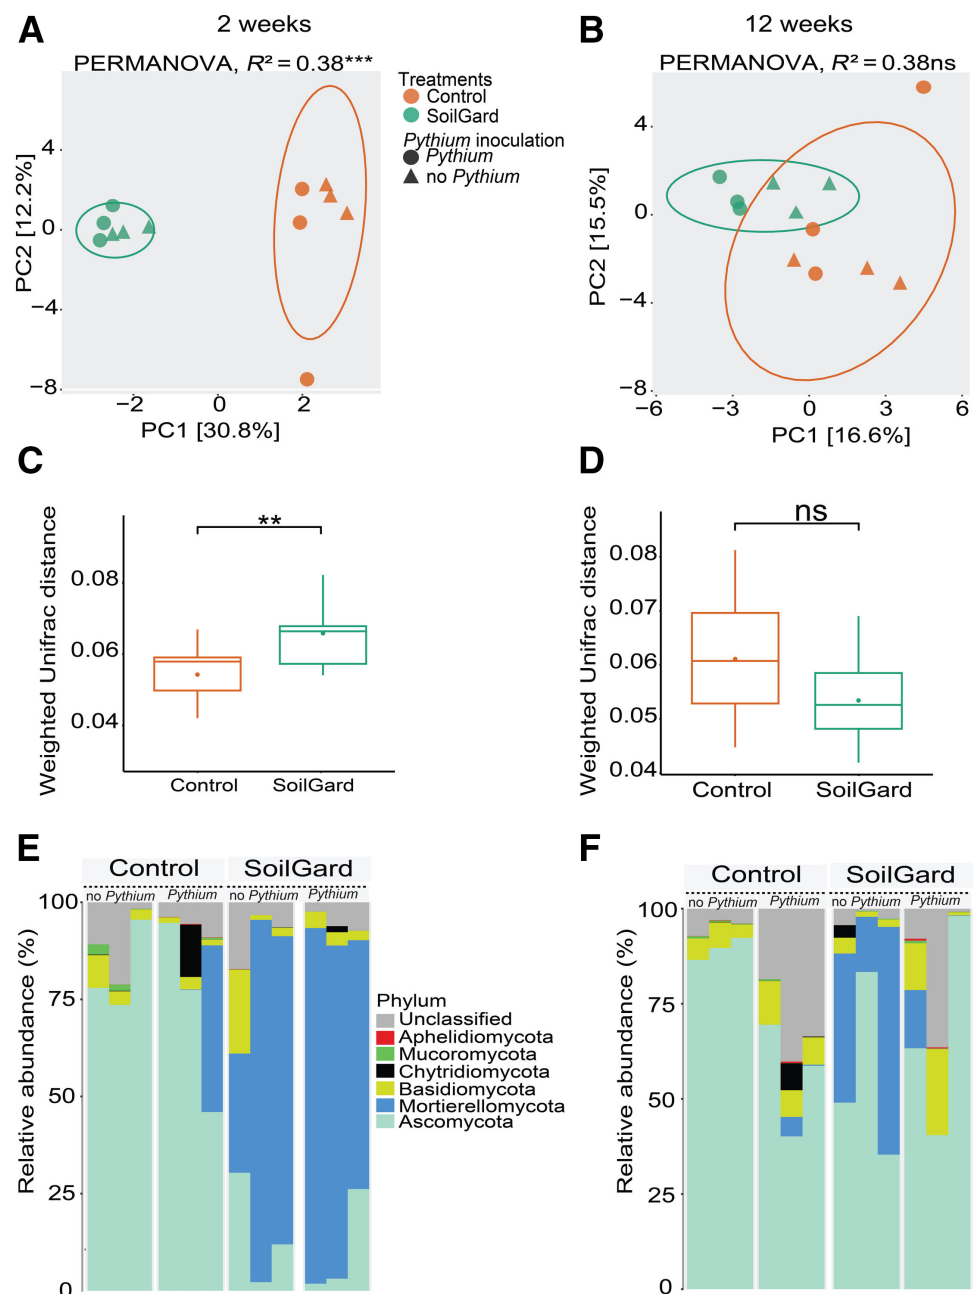 A
2 weeks
PERMANOVA, R² = 0.38***
PC2 [12.2%]
4
0
−4
−8
−2
0
2
PC1 [30.8%]
Treatments
Control
SoilGard
Pythium inoculation
Pythium
no Pythium
B
12 weeks
PERMANOVA, R² = 0.38ns
PC2 [15.5%]
4
0
−4
−8
−6
−3
0
3
6
PC1 [16.6%]
C
Weighted Unifrac distance
**
0.08
0.06
0.04
Control
SoilGard
D
Weighted Unifrac distance
ns
0.08
0.07
0.06
0.05
0.04
Control
SoilGard
E
Control
SoilGard
no Pythium
Pythium
no Pythium
Pythium
Relative abundance (%)
100
75
50
25
0
Phylum
Unclassified
Aphelidiomycota
Mucoromycota
Chytridiomycota
Basidiomycota
Mortierellomycota
Ascomycota
F
Control
SoilGard
no Pythium
Pythium
no Pythium
Pythium
Relative abundance (%)
100
75
50
25
0